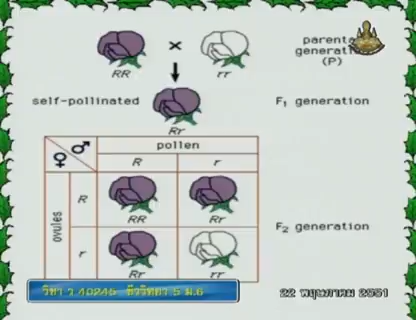 parental
generation
(P)
RR × rr
self-pollinated
F₁ generation
Rr
♀ ♂ pollen
R r
ovules
R
RR Rr
F₂ generation
r
Rr rr
วิชา ว 40245 ชีววิทยา 5 ม.6
22 พฤษภาคม 2551